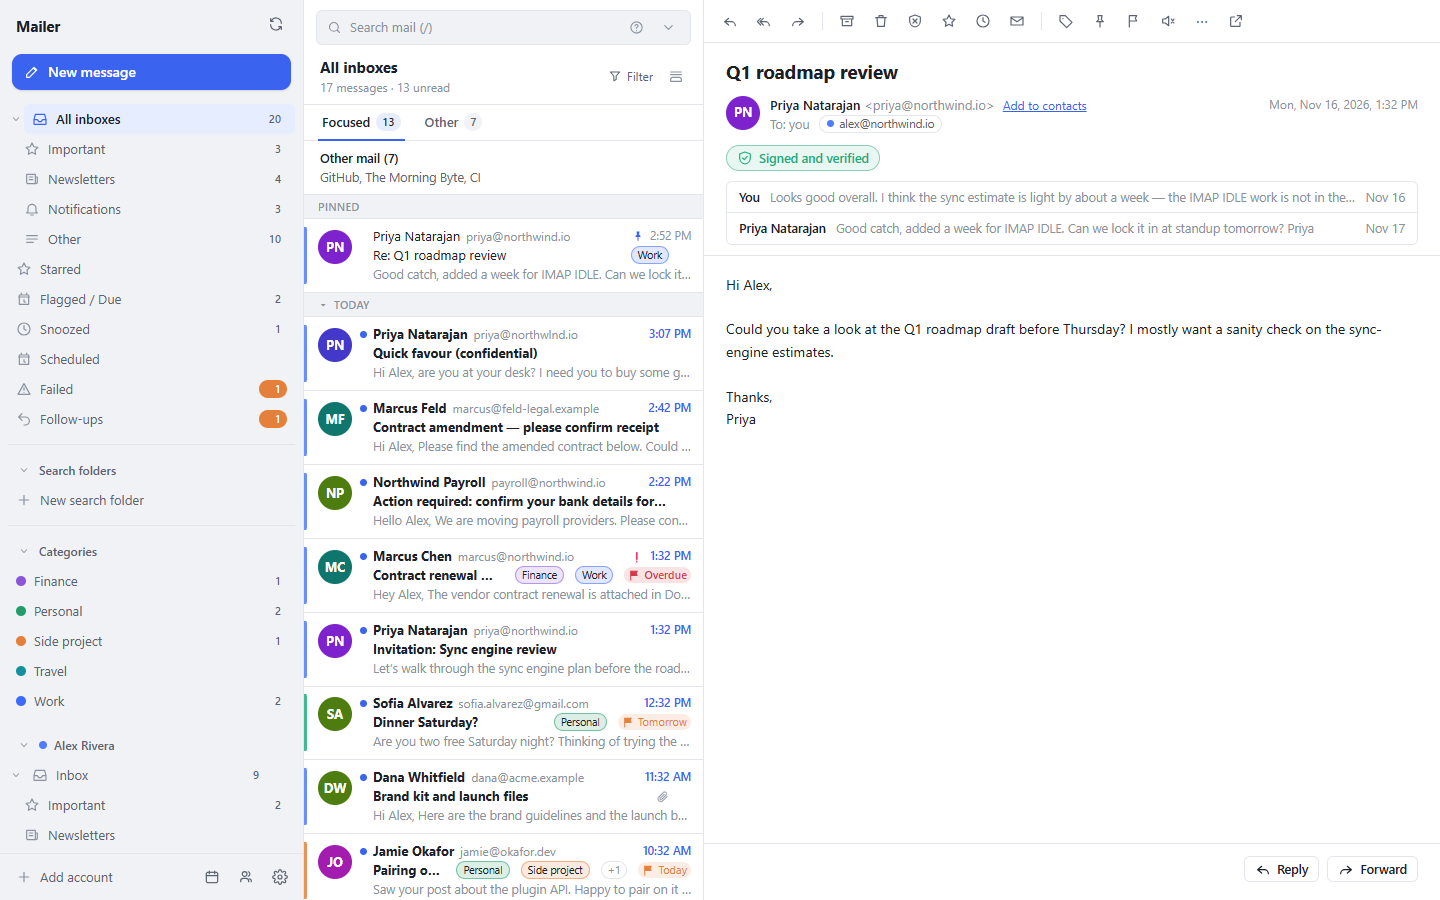 Mailer
New message
All inboxes 20
Important 3
Newsletters 4
Notifications 3
Other 10
Starred
Flagged / Due 2
Snoozed 1
Scheduled
Failed 1
Follow-ups 1
Search folders
New search folder
Categories
Finance 1
Personal 2
Side project 1
Travel
Work 2
Alex Rivera
Inbox 9
Important 2
Newsletters
Add account
Search mail (/)
All inboxes
17 messages · 13 unread
Filter
Focused 13 Other 7
Other mail (7)
GitHub, The Morning Byte, CI
PINNED
PN Priya Natarajan priya@northwind.io 2:52 PM
Re: Q1 roadmap review Work
Good catch, added a week for IMAP IDLE. Can we lock it...
TODAY
PN Priya Natarajan priya@northwlnd.io 3:07 PM
Quick favour (confidential)
Hi Alex, are you at your desk? I need you to buy some g...
MF Marcus Feld marcus@feld-legal.example 2:42 PM
Contract amendment — please confirm receipt
Hi Alex, Please find the amended contract below. Could ...
NP Northwind Payroll payroll@northwind.io 2:22 PM
Action required: confirm your bank details for...
Hello Alex, We are moving payroll providers. Please con...
MC Marcus Chen marcus@northwind.io ! 1:32 PM
Contract renewal ... Finance Work Overdue
Hey Alex, The vendor contract renewal is attached in Do...
PN Priya Natarajan priya@northwind.io 1:32 PM
Invitation: Sync engine review
Let's walk through the sync engine plan before the road...
SA Sofia Alvarez sofia.alvarez@gmail.com 12:32 PM
Dinner Saturday? Personal Tomorrow
Are you two free Saturday night? Thinking of trying the ...
DW Dana Whitfield dana@acme.example 11:32 AM
Brand kit and launch files
Hi Alex, Here are the brand guidelines and the launch b...
JO Jamie Okafor jamie@okafor.dev 10:32 AM
Pairing o... Personal Side project +1 Today
Saw your post about the plugin API. Happy to pair on it ...
Q1 roadmap review
PN Priya Natarajan <priya@northwind.io> Add to contacts Mon, Nov 16, 2026, 1:32 PM
To: you alex@northwind.io
Signed and verified
You Looks good overall. I think the sync estimate is light by about a week — the IMAP IDLE work is not in the... Nov 16
Priya Natarajan Good catch, added a week for IMAP IDLE. Can we lock it in at standup tomorrow? Priya Nov 17
Hi Alex,
Could you take a look at the Q1 roadmap draft before Thursday? I mostly want a sanity check on the sync-
engine estimates.
Thanks,
Priya
Reply Forward